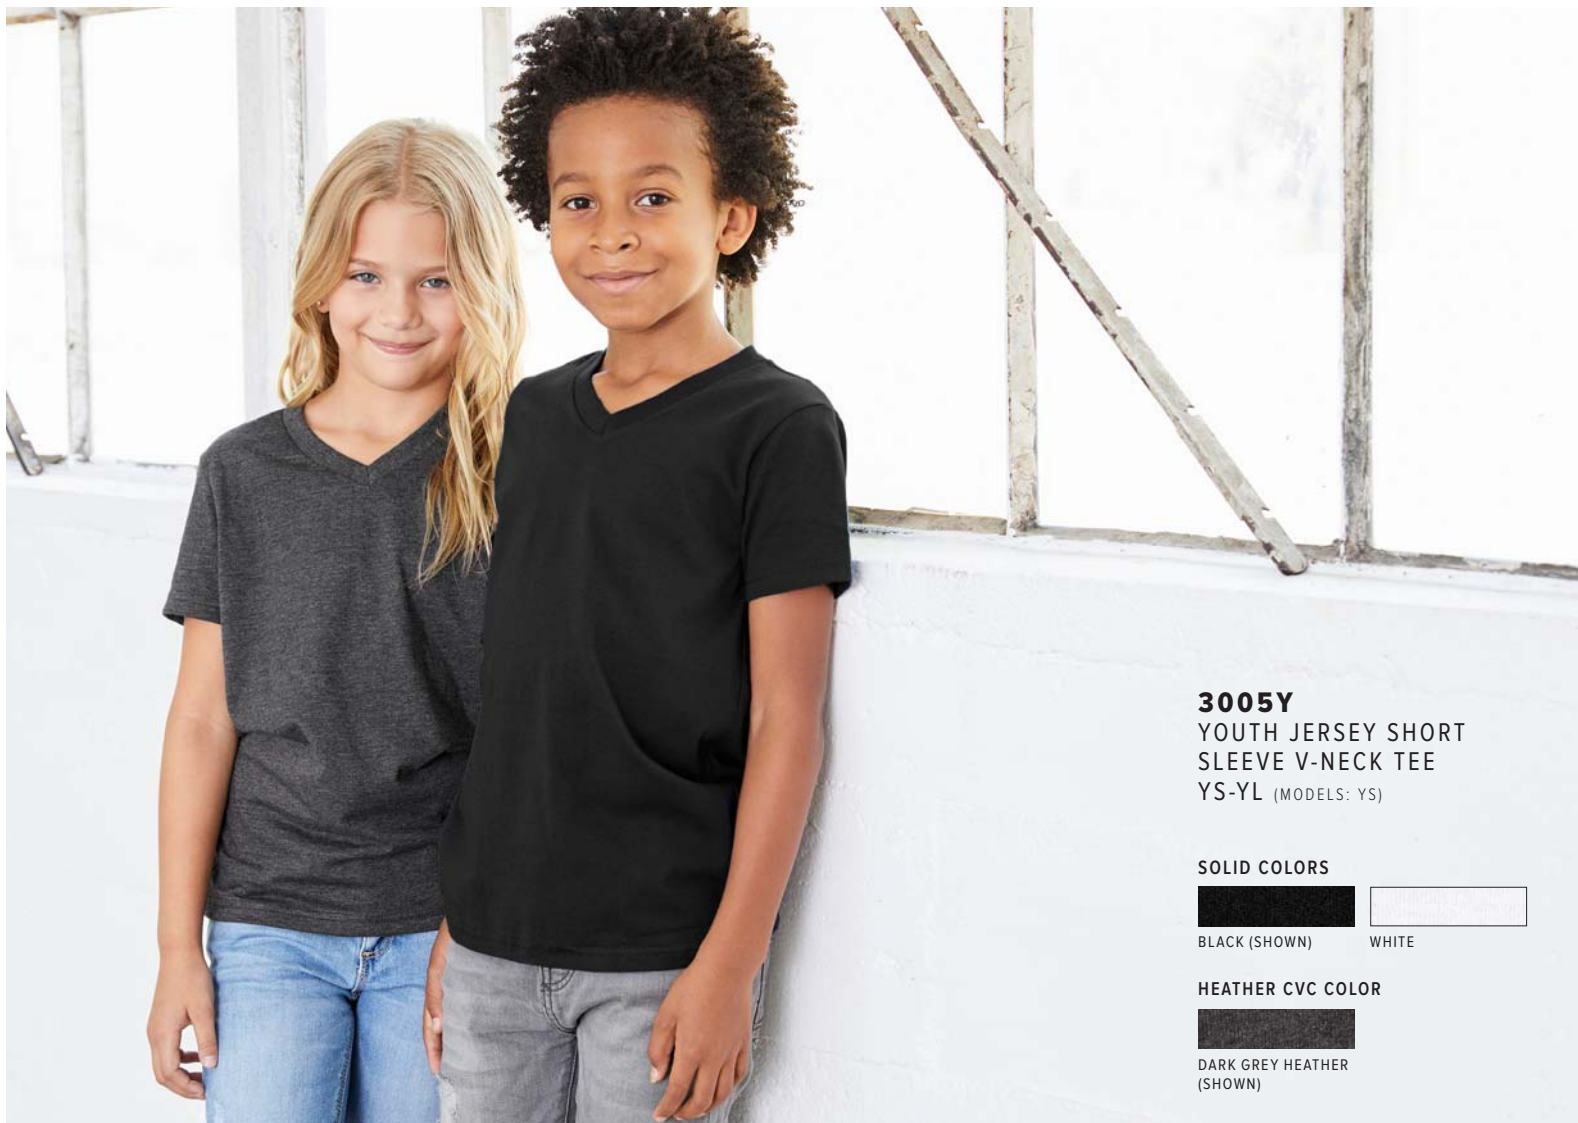 3005Y
YOUTH JERSEY SHORT
SLEEVE V-NECK TEE
YS-YL (MODELS: YS)
SOLID COLORS
BLACK (SHOWN)
WHITE
HEATHER CVC COLOR
DARK GREY HEATHER
(SHOWN)